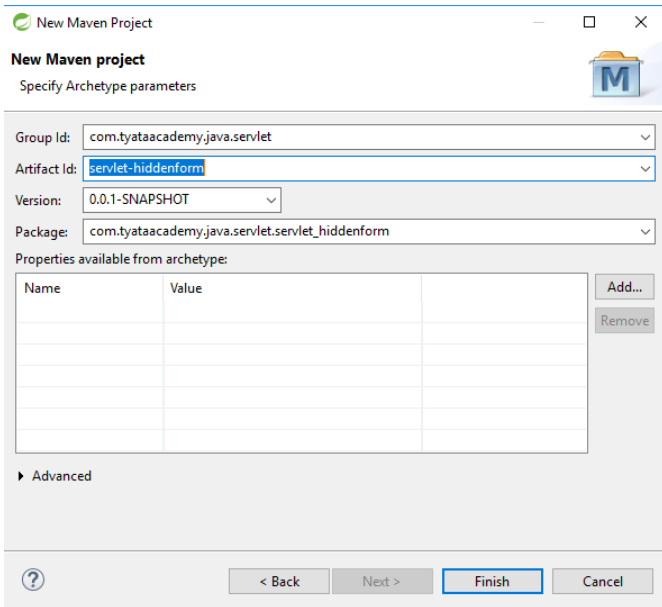 New Maven Project
New Maven project
Specify Archetype parameters
M
Group Id: com.tyataacademy.java.servlet
Artifact Id: servlet-hiddenform
Version: 0.0.1-SNAPSHOT
Package: com.tyataacademy.java.servlet.servlet_hiddenform
Properties available from archetype:
Name Value
Add...
Remove
Advanced
? < Back Next > Finish Cancel